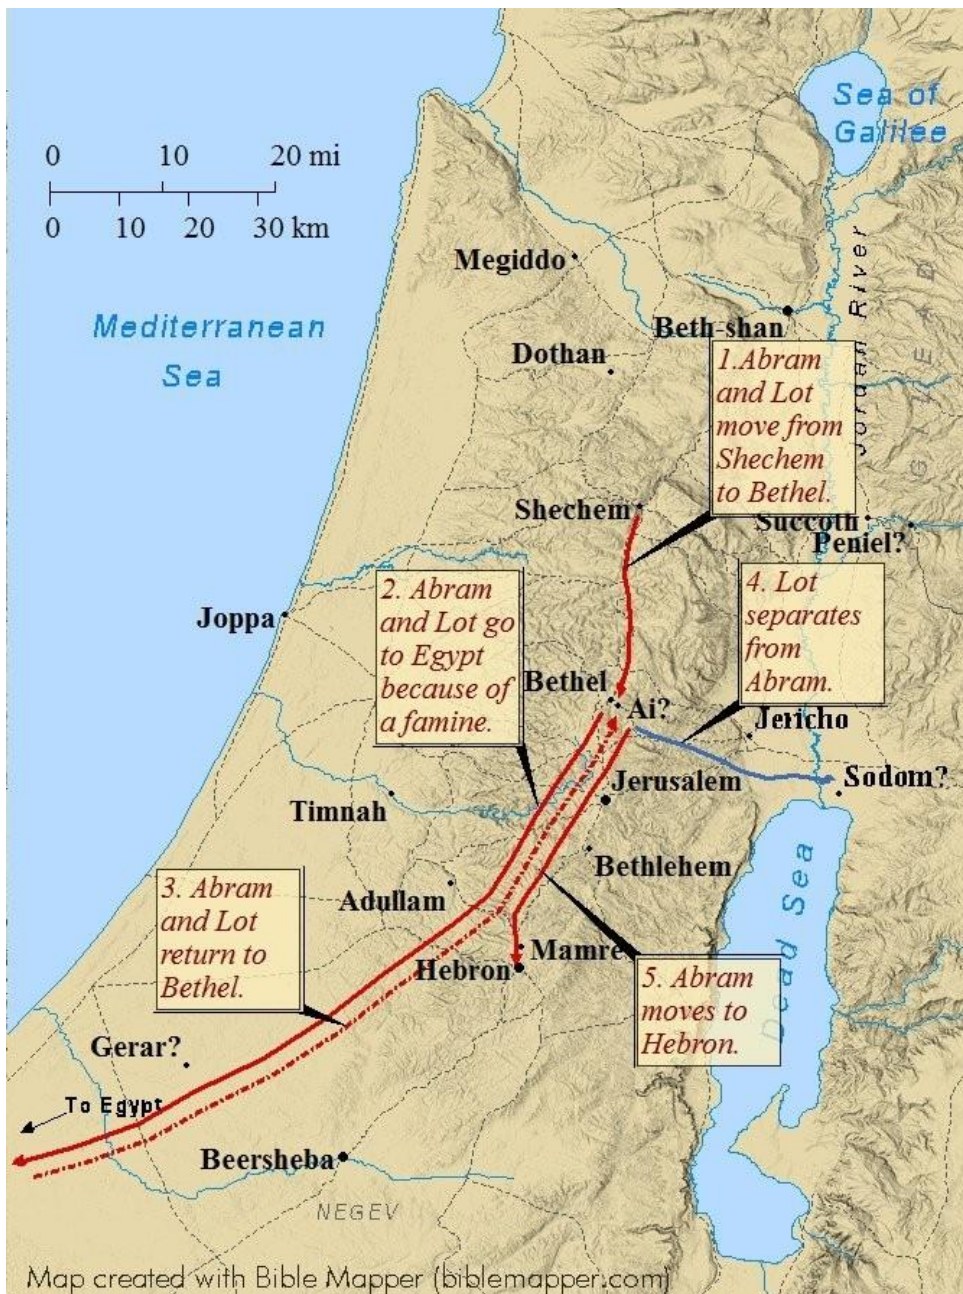 Sea of
Galilee
0 10 20 mi
0 10 20 30 km
Megiddo
Mediterranean
Sea
Beth-shan
Jordan River
GILEAD
Dothan
1.Abram
and Lot
move from
Shechem
to Bethel.
Shechem
Succoth
Peniel?
2. Abram
and Lot go
to Egypt
because of
a famine.
4. Lot
separates
from
Abram.
Joppa
Bethel
Ai?
Jericho
Sodom?
Jerusalem
Timnah
Bethlehem
Dead Sea
3. Abram
and Lot
return to
Bethel.
Adullam
Mamre
Hebron
5. Abram
moves to
Hebron.
Gerar?
To Egypt
Beersheba
NEGEV
Map created with Bible Mapper (biblemapper.com)